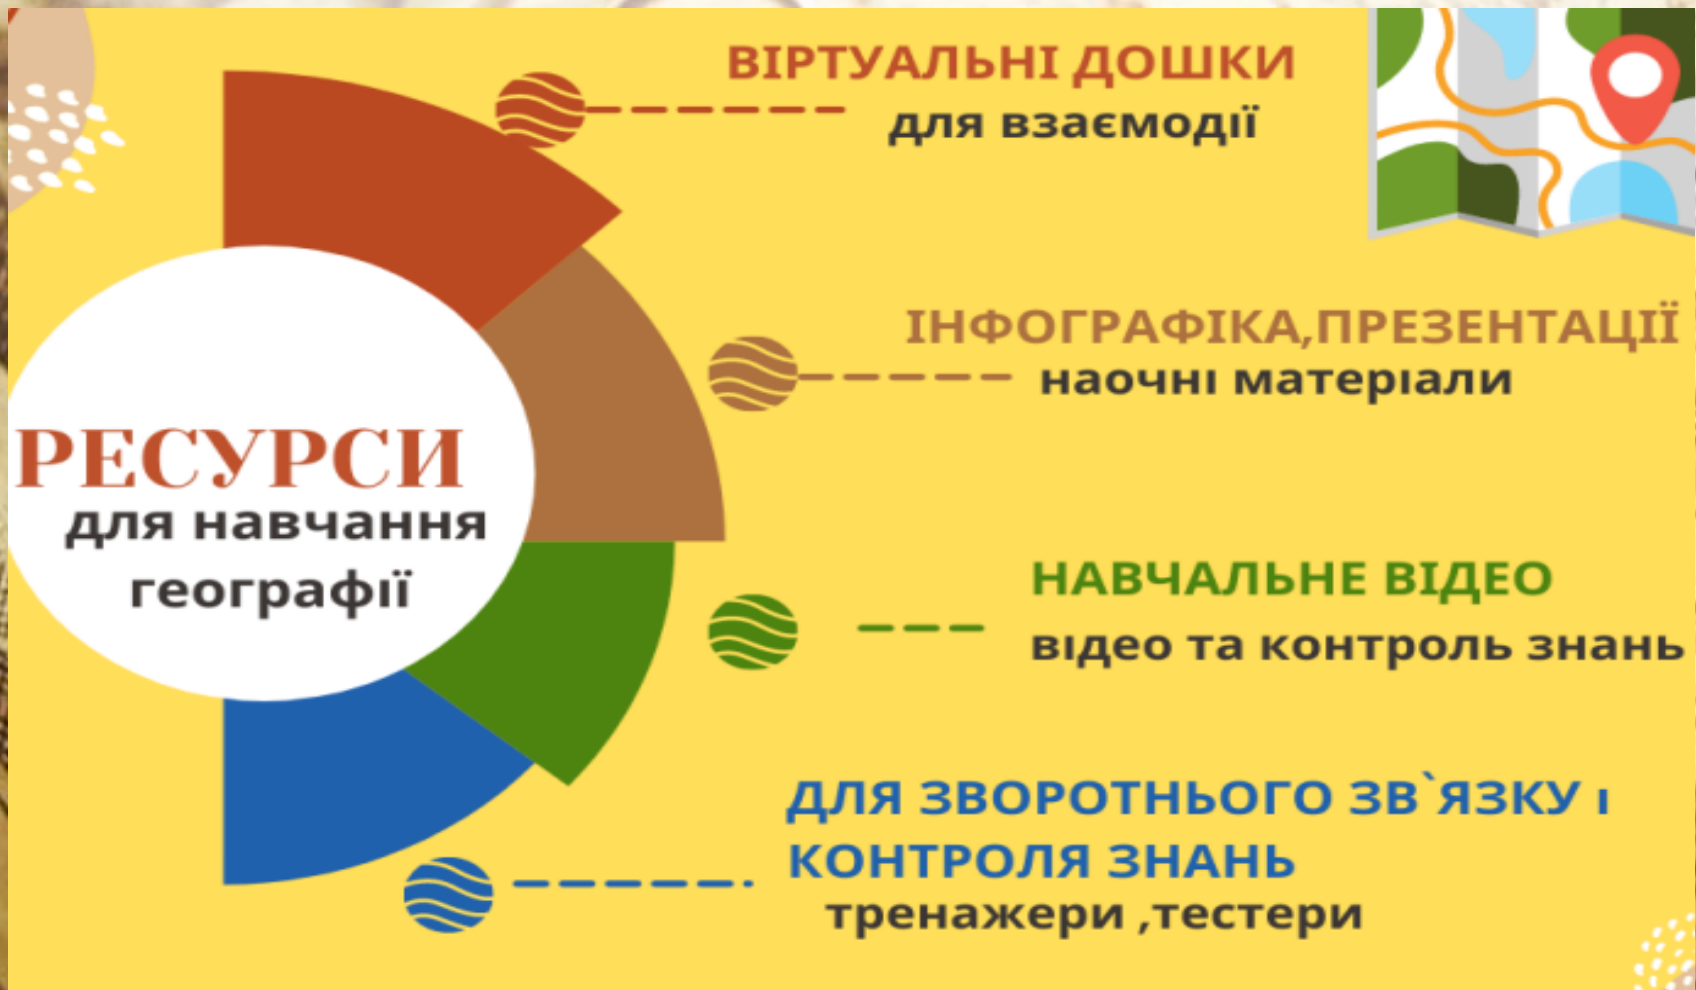 ВІРТУАЛЬНІ ДОШКИ
для взаємодії
ІНФОГРАФІКА,ПРЕЗЕНТАЦІЇ
наочні матеріали
РЕСУРСИ
для навчання
географії
НАВЧАЛЬНЕ ВІДЕО
відео та контроль знань
ДЛЯ ЗВОРОТНЬОГО ЗВ`ЯЗКУ і
КОНТРОЛЯ ЗНАНЬ
тренажери ,тестери